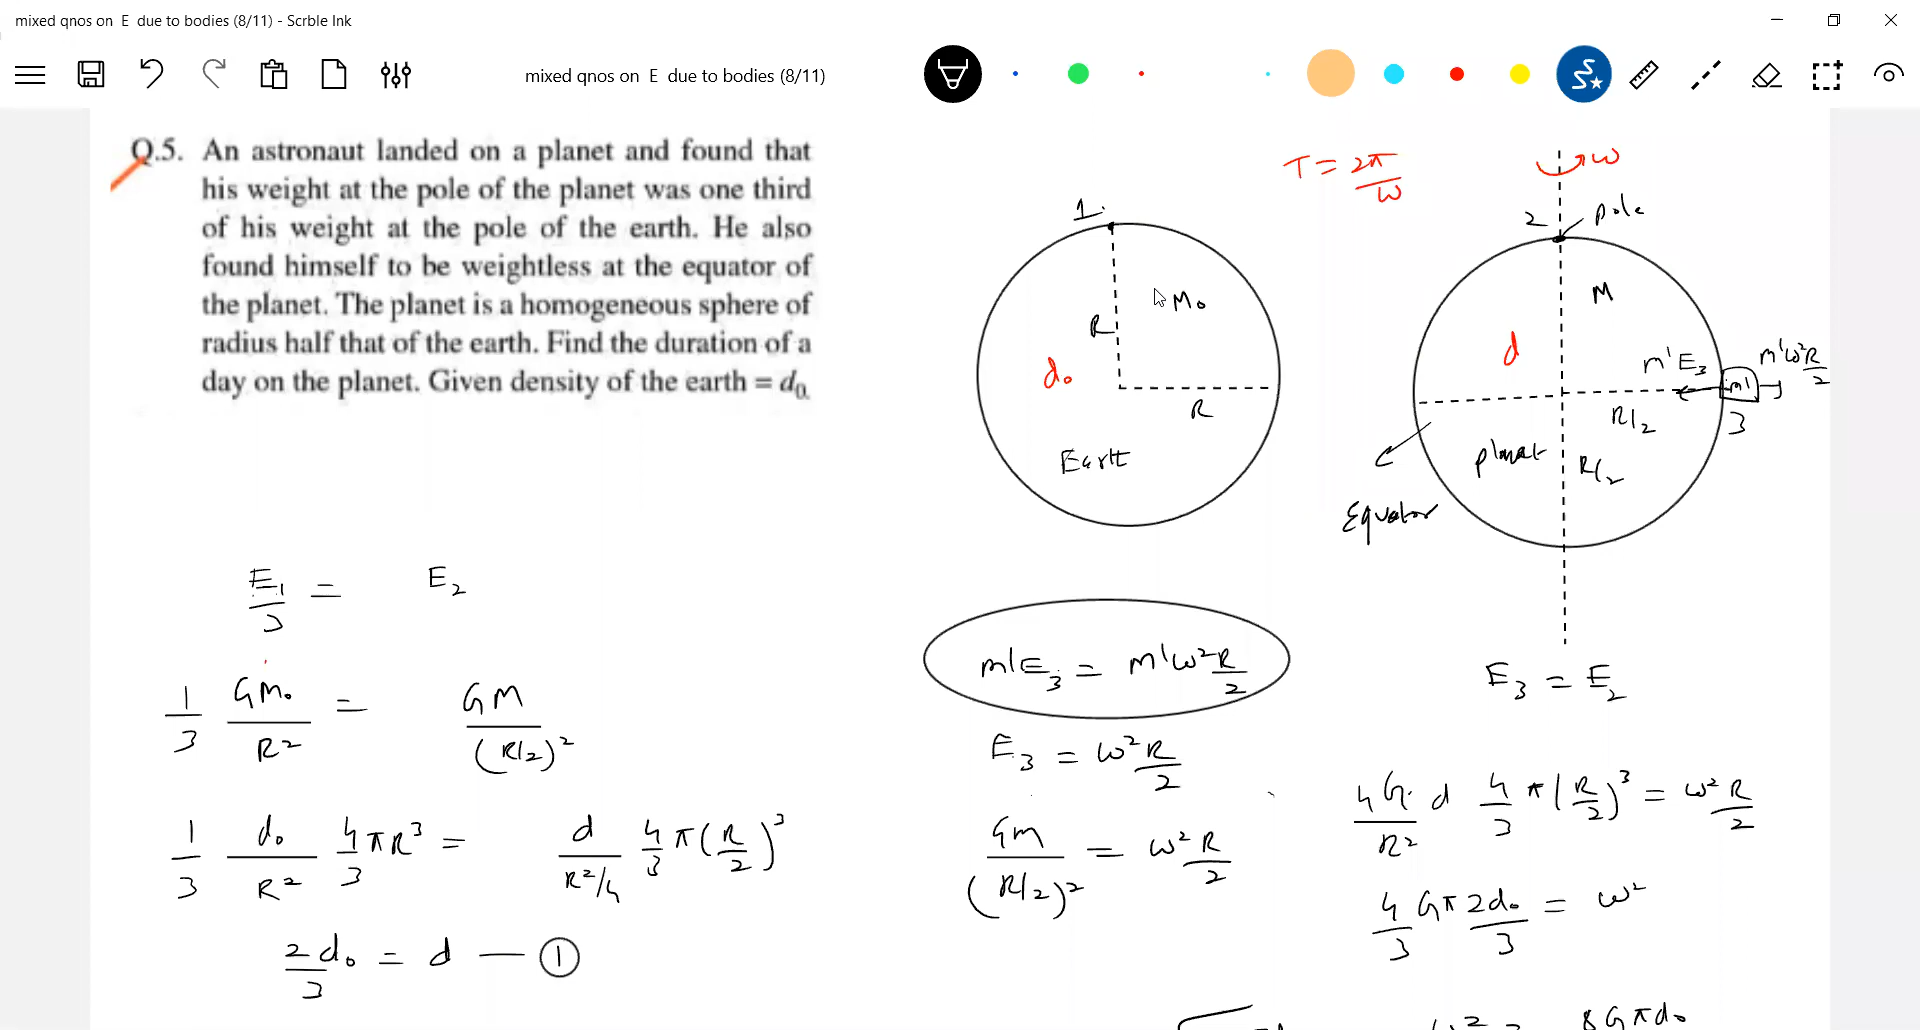 mixed qnos on E due to bodies (8/11) - Scrble Ink
mixed qnos on E due to bodies (8/11)
Q.5. An astronaut landed on a planet and found that
his weight at the pole of the planet was one third
of his weight at the pole of the earth. He also
found himself to be weightless at the equator of
the planet. The planet is a homogeneous sphere of
radius half that of the earth. Find the duration of a
day on the planet. Given density of the earth = d₀.
T = 2π/ω
ω
1.
M₀
R
d₀
R
Earth
2
pole
M
d
m'E₃
m'
m'ω²R/2
3
R/2
planet
R/2
Equator
E₁/3 = E₂
1/3 GM₀/R² = GM/(R/2)²
1/3 d₀/R² 4/3 πR³ = d/(R²/4) 4/3 π(R/2)³
2d₀/3 = d — ①
m'E₃ = m'ω²R/2
E₃ = ω²R/2
GM/(R/2)² = ω²R/2
E₃ = E₂
4G/R² d 4/3 π(R/2)³ = ω²R/2
4/3 Gπ 2d₀/3 = ω²
8Gπd₀